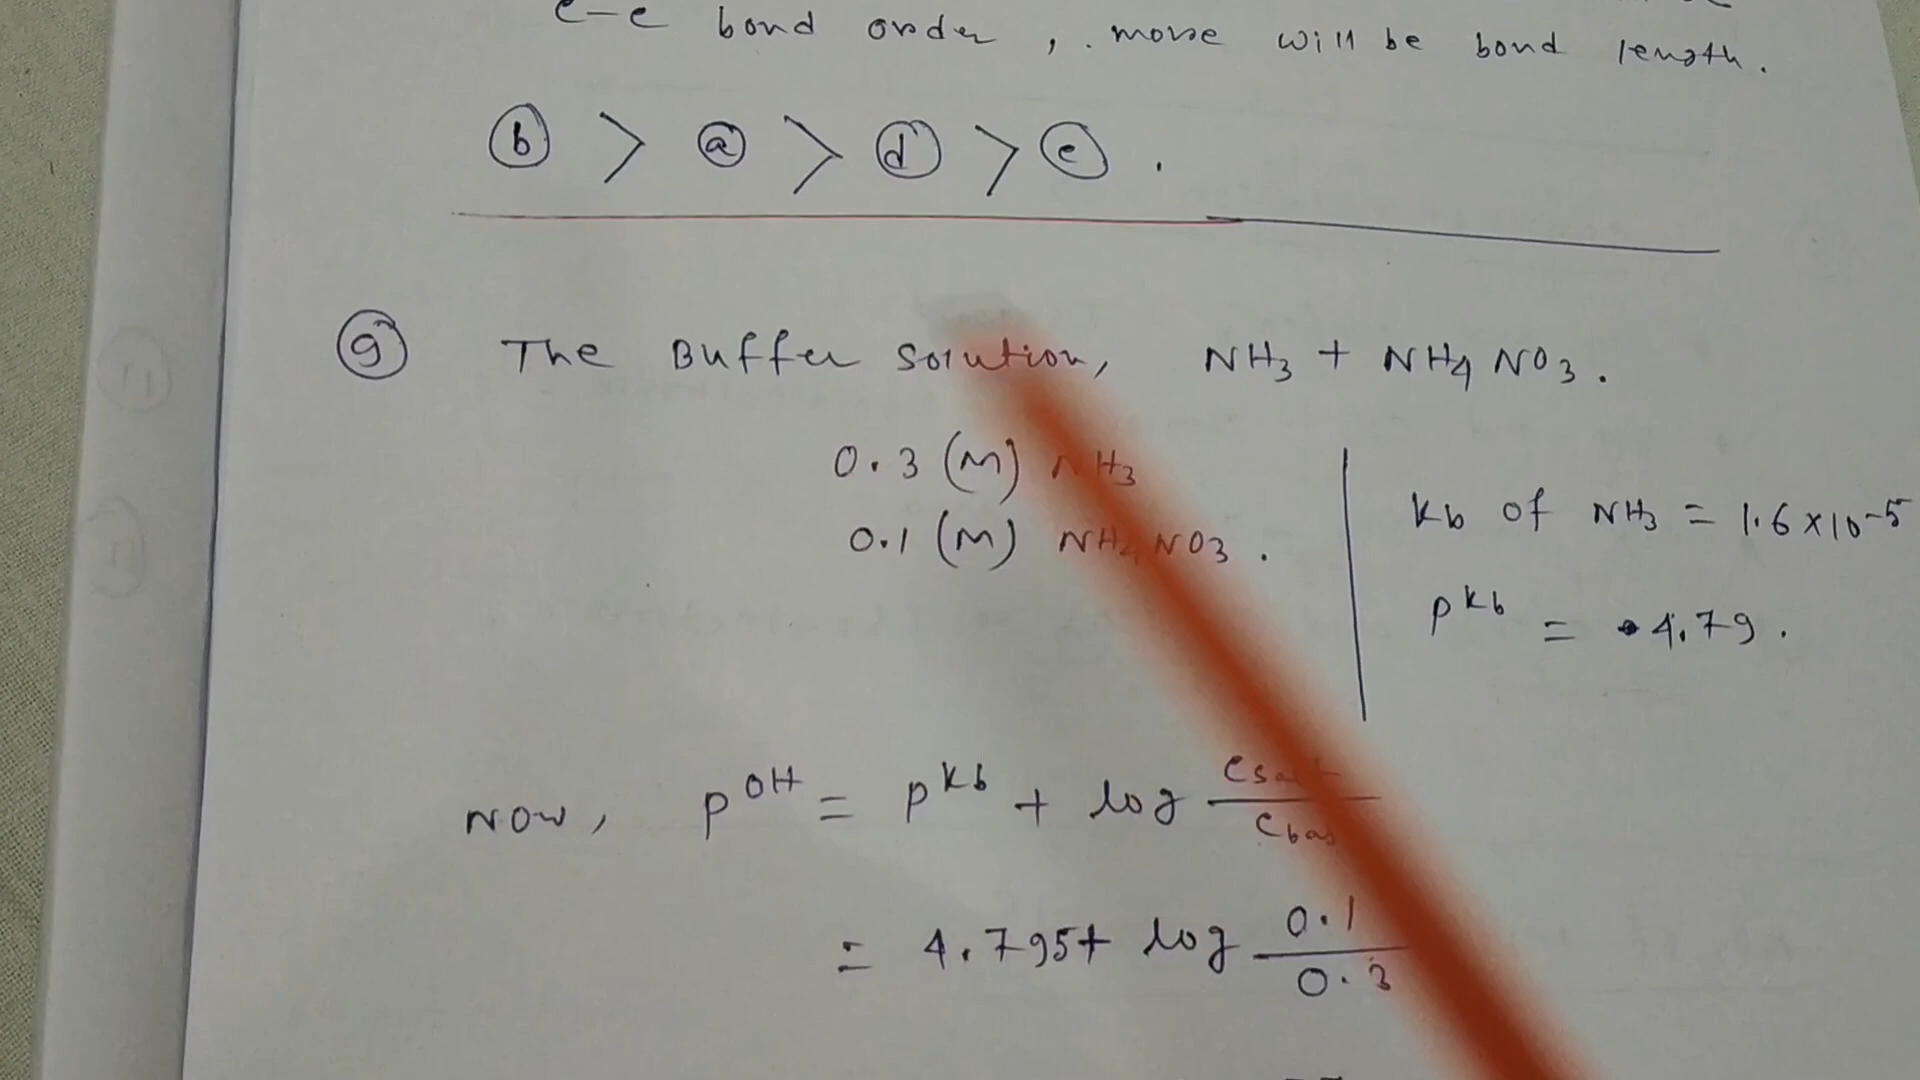 c-c bond order, more will be bond length.
ⓑ > ⓐ > ⓓ > ⓒ .
⑨ The Buffer solution, NH3 + NH4NO3.
0.3 (M) NH3
0.1 (M) NH4NO3.
Kb of NH3 = 1.6×10-5
pKb = 4.79.
Now, pOH = pKb + log Csalt / Cbase
= 4.795+ log 0.1 / 0.3